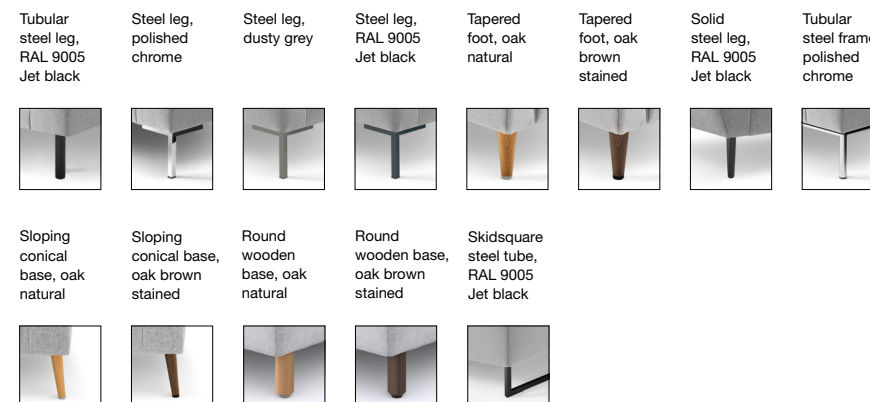 Tubular
steel leg,
RAL 9005
Jet black
Steel leg,
polished
chrome
Steel leg,
dusty grey
Steel leg,
RAL 9005
Jet black
Tapered
foot, oak
natural
Tapered
foot, oak
brown
stained
Solid
steel leg,
RAL 9005
Jet black
Tubular
steel frame
polished
chrome
Sloping
conical
base, oak
natural
Sloping
conical base,
oak brown
stained
Round
wooden
base, oak
natural
Round
wooden base,
oak brown
stained
Skidsquare
steel tube,
RAL 9005
Jet black